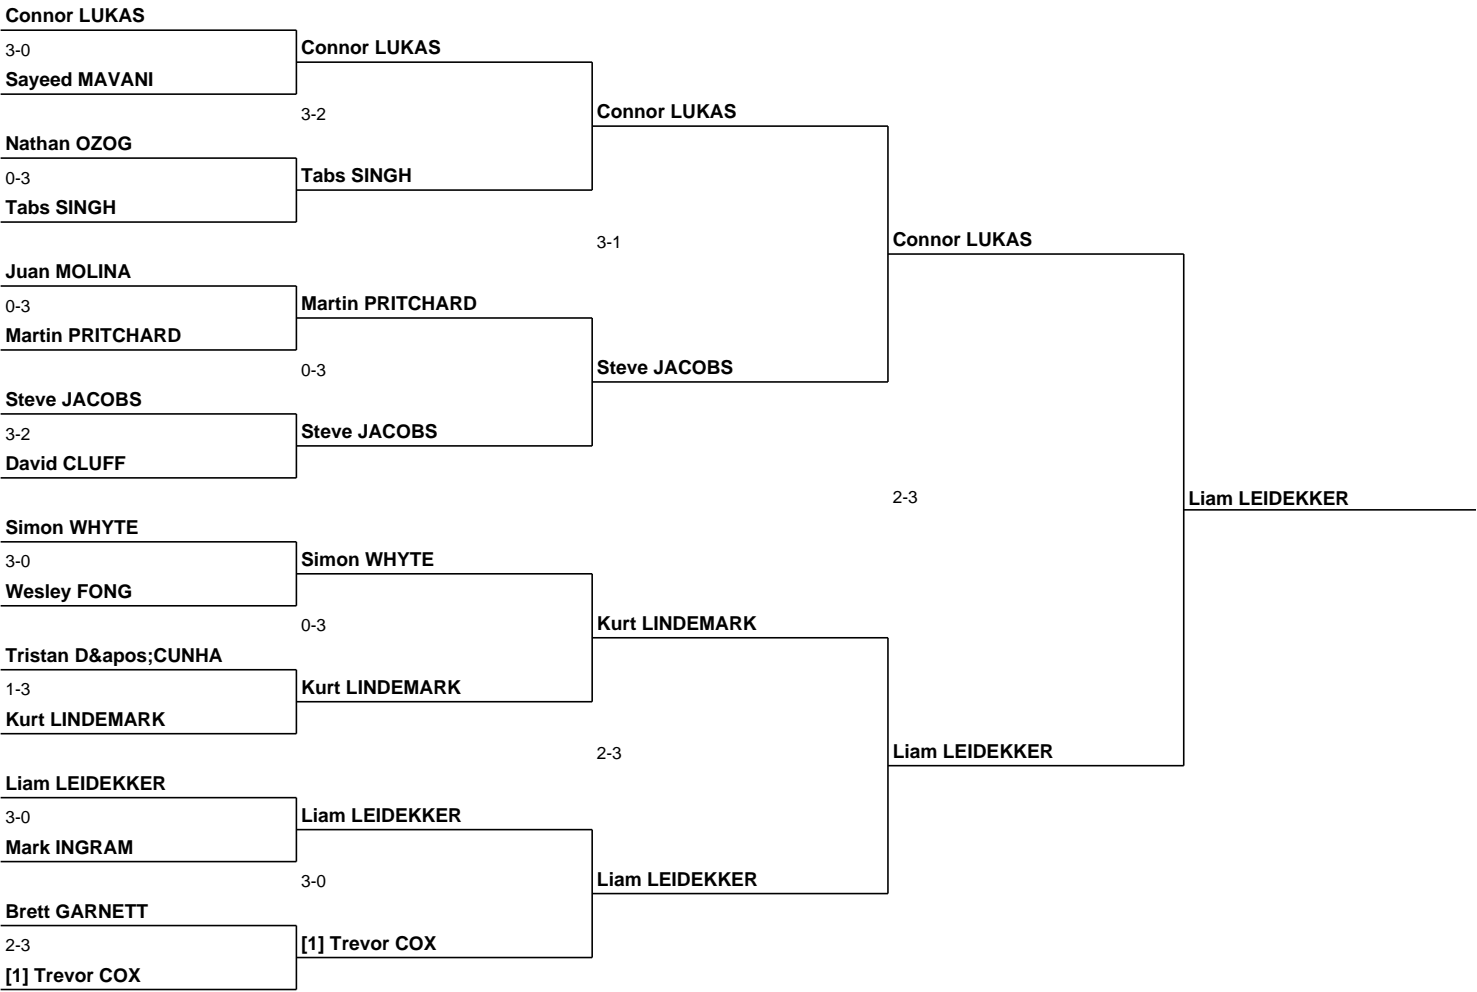 Connor LUKAS
3-0
Sayeed MAVANI
Nathan OZOG
0-3
Tabs SINGH
Juan MOLINA
0-3
Martin PRITCHARD
Steve JACOBS
3-2
David CLUFF
Simon WHYTE
3-0
Wesley FONG
Tristan D&apos;CUNHA
1-3
Kurt LINDEMARK
Liam LEIDEKKER
3-0
Mark INGRAM
Brett GARNETT
2-3
[1] Trevor COX
Connor LUKAS
3-2
Tabs SINGH
Martin PRITCHARD
0-3
Steve JACOBS
Simon WHYTE
0-3
Kurt LINDEMARK
Liam LEIDEKKER
3-0
[1] Trevor COX
Connor LUKAS
3-1
Steve JACOBS
Kurt LINDEMARK
2-3
Liam LEIDEKKER
Connor LUKAS
2-3
Liam LEIDEKKER
Liam LEIDEKKER